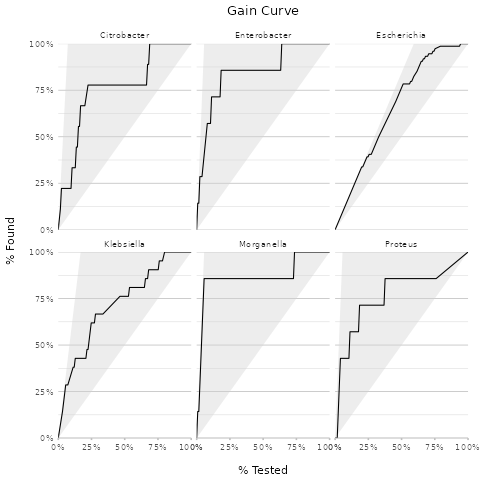 Gain Curve
Citrobacter Enterobacter Escherichia
100%
75%
50%
25%
0%
Klebsiella Morganella Proteus
100%
75%
50%
25%
0%
0% 25% 50% 75% 100% 0% 25% 50% 75% 100% 0% 25% 50% 75% 100%
% Found
% Tested